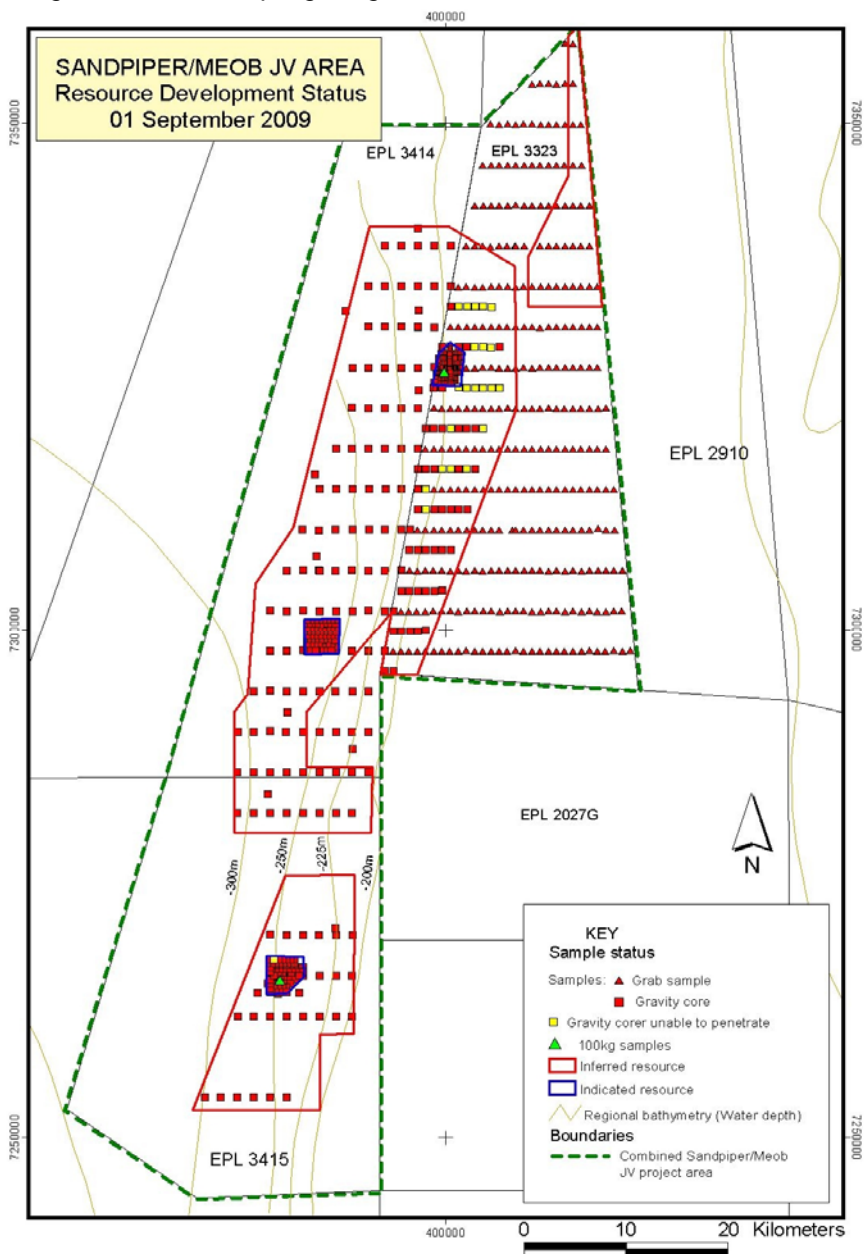 400000
SANDPIPER/MEOB JV AREA
Resource Development Status
01 September 2009
7350000
7350000
EPL 3414
EPL 3323
EPL 2910
7300000
7300000
EPL 2027G
-300m
-250m
-225m
-200m
N
KEY
Sample status
Samples:
Grab sample
Gravity core
Gravity corer unable to penetrate
100kg samples
Inferred resource
Indicated resource
Regional bathymetry (Water depth)
Boundaries
Combined Sandpiper/Meob
JV project area
7250000
7250000
EPL 3415
400000
0 10 20 Kilometers